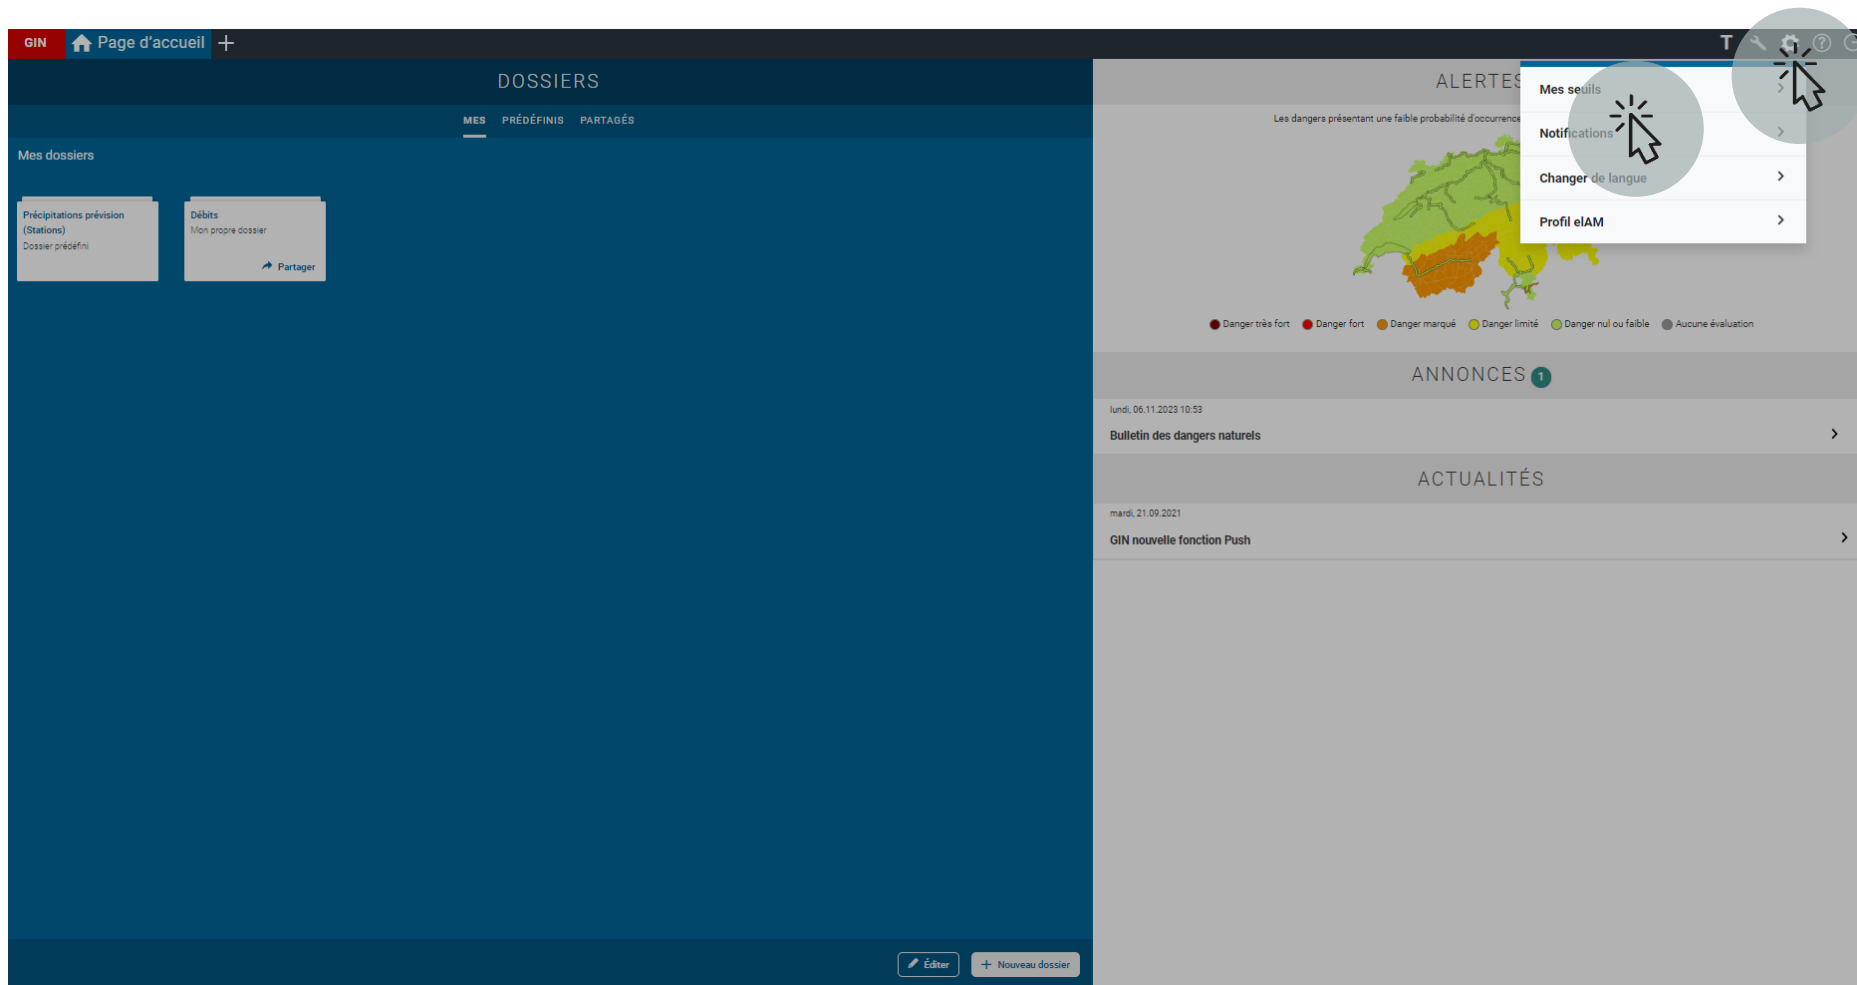 GIN Page d'accueil
T
DOSSIERS
MES PRÉDÉFINIS PARTAGÉS
Mes dossiers
Précipitations prévision
(Stations)
Dossier prédéfini
Débits
Mon propre dossier
Partager
Éditer
Nouveau dossier
ALERTES
Les dangers présentant une faible probabilité d'occurrence
Mes seuils
Notifications
Changer de langue
Profil eIAM
Danger très fort Danger fort Danger marqué Danger limité Danger nul ou faible Aucune évaluation
ANNONCES 1
lundi, 06.11.2023 10:53
Bulletin des dangers naturels
ACTUALITÉS
mardi, 21.09.2021
GIN nouvelle fonction Push